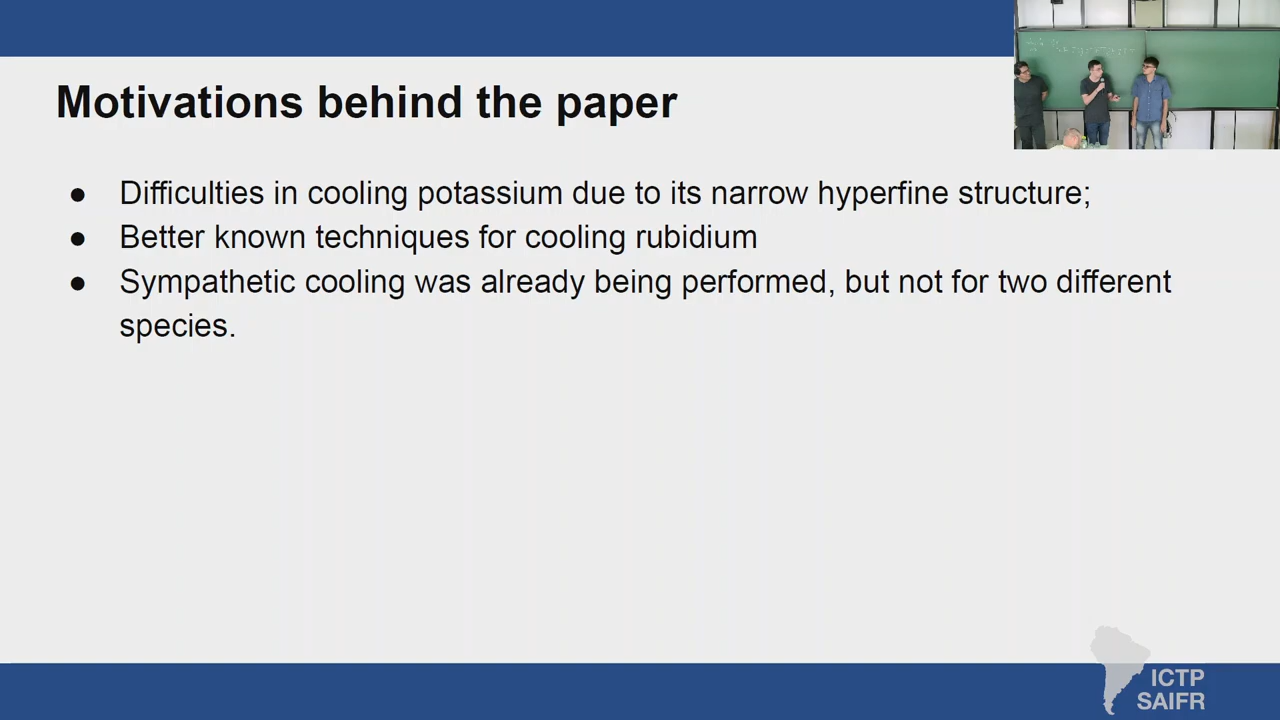 Motivations behind the paper
● Difficulties in cooling potassium due to its narrow hyperfine structure;
● Better known techniques for cooling rubidium
● Sympathetic cooling was already being performed, but not for two different
species.
ICTP
SAIFR